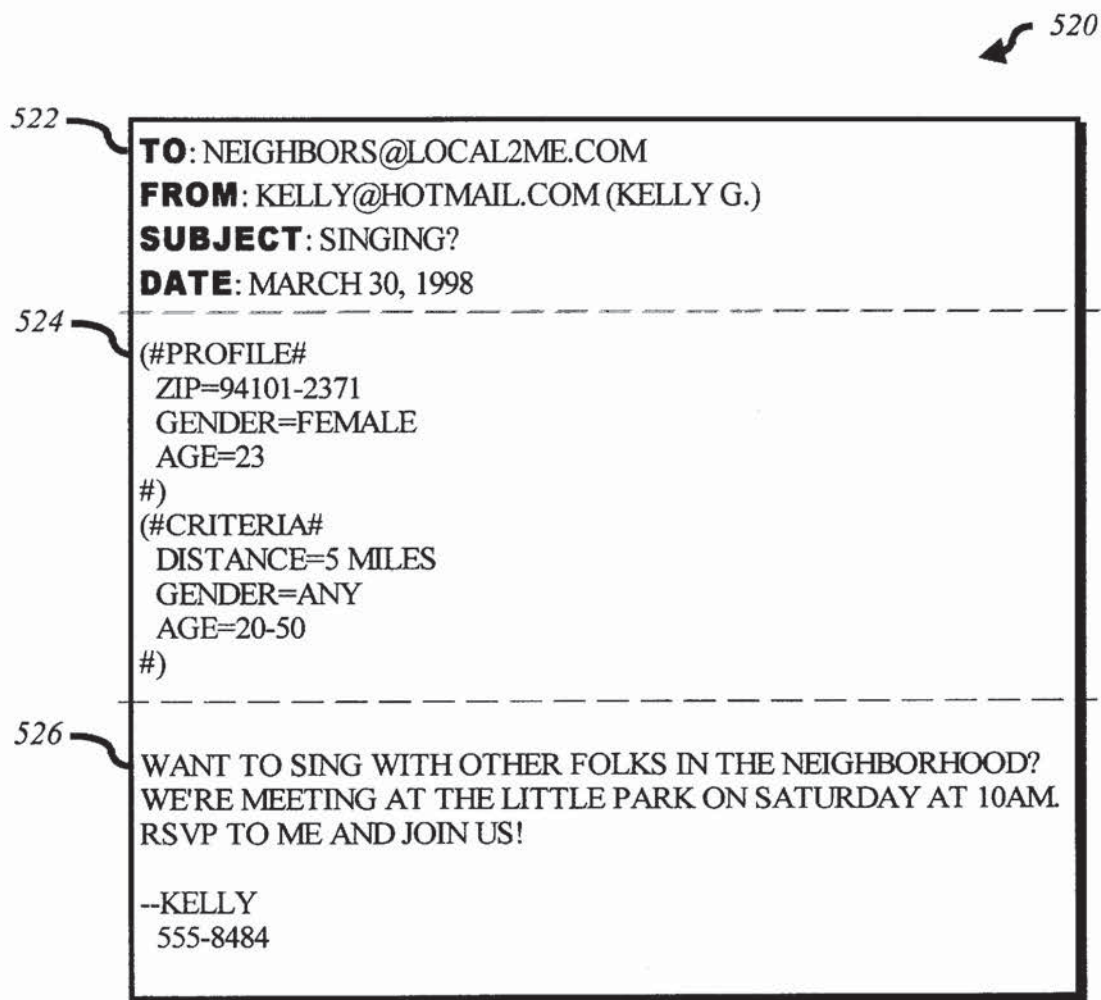 520
522
TO: NEIGHBORS@LOCAL2ME.COM
FROM: KELLY@HOTMAIL.COM (KELLY G.)
SUBJECT: SINGING?
DATE: MARCH 30, 1998
524
(#PROFILE#
ZIP=94101-2371
GENDER=FEMALE
AGE=23
#)
(#CRITERIA#
DISTANCE=5 MILES
GENDER=ANY
AGE=20-50
#)
526
WANT TO SING WITH OTHER FOLKS IN THE NEIGHBORHOOD?
WE'RE MEETING AT THE LITTLE PARK ON SATURDAY AT 10AM.
RSVP TO ME AND JOIN US!
--KELLY
555-8484